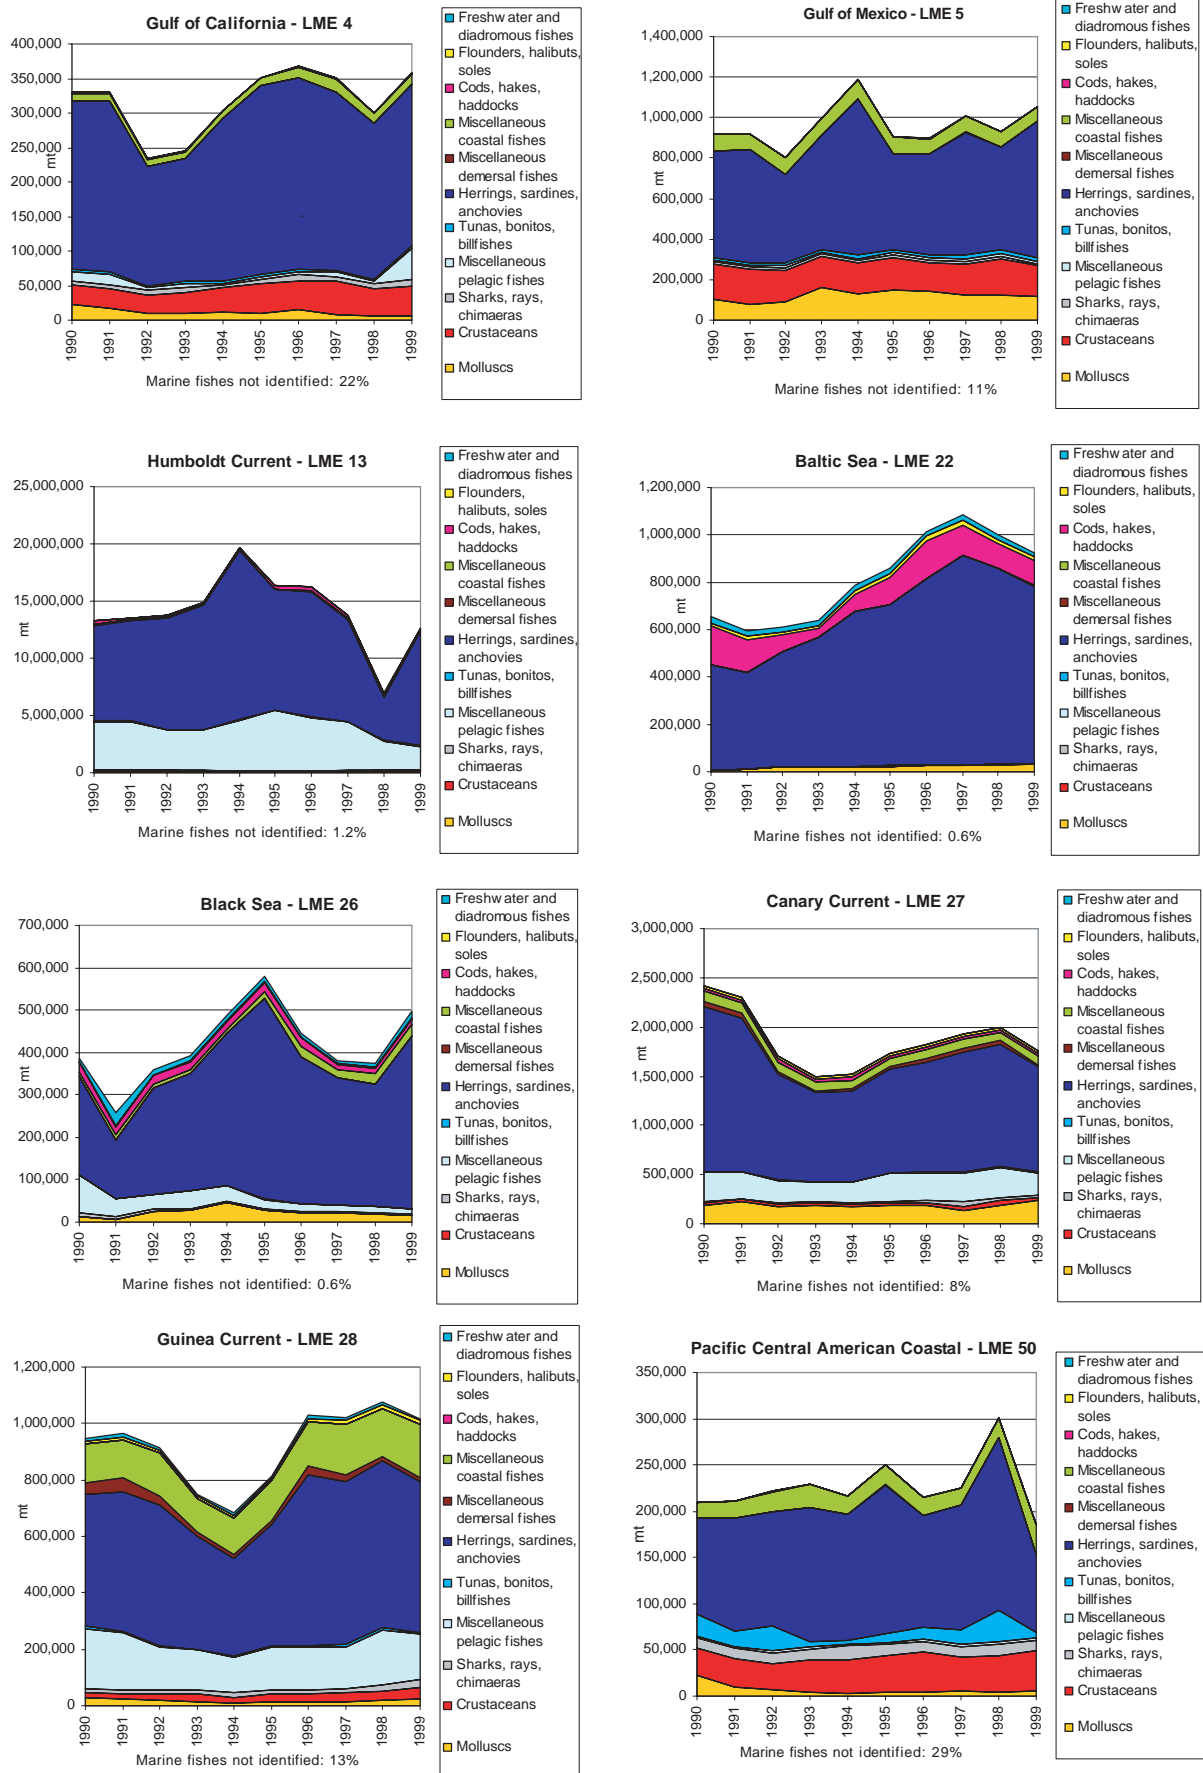 Gulf of California - LME 4
400,000
350,000
300,000
250,000
200,000
150,000
100,000
50,000
0
mt
1990
1991
1992
1993
1994
1995
1996
1997
1998
1999
Marine fishes not identified: 22%
Freshwater and
diadromous fishes
Flounders, halibuts,
soles
Cods, hakes,
haddocks
Miscellaneous
coastal fishes
Miscellaneous
demersal fishes
Herrings, sardines,
anchovies
Tunas, bonitos,
billfishes
Miscellaneous
pelagic fishes
Sharks, rays,
chimaeras
Crustaceans
Molluscs
Gulf of Mexico - LME 5
1,400,000
1,200,000
1,000,000
800,000
600,000
400,000
200,000
0
mt
1990
1991
1992
1993
1994
1995
1996
1997
1998
1999
Marine fishes not identified: 11%
Freshwater and
diadromous fishes
Flounders, halibuts,
soles
Cods, hakes,
haddocks
Miscellaneous
coastal fishes
Miscellaneous
demersal fishes
Herrings, sardines,
anchovies
Tunas, bonitos,
billfishes
Miscellaneous
pelagic fishes
Sharks, rays,
chimaeras
Crustaceans
Molluscs
Humboldt Current - LME 13
25,000,000
20,000,000
15,000,000
10,000,000
5,000,000
0
mt
1990
1991
1992
1993
1994
1995
1996
1997
1998
1999
Marine fishes not identified: 1.2%
Freshwater and
diadromous fishes
Flounders,
halibuts, soles
Cods, hakes,
haddocks
Miscellaneous
coastal fishes
Miscellaneous
demersal fishes
Herrings, sardines,
anchovies
Tunas, bonitos,
billfishes
Miscellaneous
pelagic fishes
Sharks, rays,
chimaeras
Crustaceans
Molluscs
Baltic Sea - LME 22
1,200,000
1,000,000
800,000
600,000
400,000
200,000
0
mt
1990
1991
1992
1993
1994
1995
1996
1997
1998
1999
Marine fishes not identified: 0.6%
Freshwater and
diadromous fishes
Flounders, halibuts,
soles
Cods, hakes,
haddocks
Miscellaneous
coastal fishes
Miscellaneous
demersal fishes
Herrings, sardines,
anchovies
Tunas, bonitos,
billfishes
Miscellaneous
pelagic fishes
Sharks, rays,
chimaeras
Crustaceans
Molluscs
Black Sea - LME 26
700,000
600,000
500,000
400,000
300,000
200,000
100,000
0
mt
1990
1991
1992
1993
1994
1995
1996
1997
1998
1999
Marine fishes not identified: 0.6%
Freshwater and
diadromous fishes
Flounders, halibuts,
soles
Cods, hakes,
haddocks
Miscellaneous
coastal fishes
Miscellaneous
demersal fishes
Herrings, sardines,
anchovies
Tunas, bonitos,
billfishes
Miscellaneous
pelagic fishes
Sharks, rays,
chimaeras
Crustaceans
Molluscs
Canary Current - LME 27
3,000,000
2,500,000
2,000,000
1,500,000
1,000,000
500,000
0
mt
1990
1991
1992
1993
1994
1995
1996
1997
1998
1999
Marine fishes not identified: 8%
Freshwater and
diadromous fishes
Flounders, halibuts,
soles
Cods, hakes,
haddocks
Miscellaneous
coastal fishes
Miscellaneous
demersal fishes
Herrings, sardines,
anchovies
Tunas, bonitos,
billfishes
Miscellaneous
pelagic fishes
Sharks, rays,
chimaeras
Crustaceans
Molluscs
Guinea Current - LME 28
1,200,000
1,000,000
800,000
600,000
400,000
200,000
0
mt
1990
1991
1992
1993
1994
1995
1996
1997
1998
1999
Marine fishes not identified: 13%
Freshwater and
diadromous fishes
Flounders, halibuts,
soles
Cods, hakes,
haddocks
Miscellaneous
coastal fishes
Miscellaneous
demersal fishes
Herrings, sardines,
anchovies
Tunas, bonitos,
billfishes
Miscellaneous
pelagic fishes
Sharks, rays,
chimaeras
Crustaceans
Molluscs
Pacific Central American Coastal - LME 50
350,000
300,000
250,000
200,000
150,000
100,000
50,000
0
mt
1990
1991
1992
1993
1994
1995
1996
1997
1998
1999
Marine fishes not identified: 29%
Freshwater and
diadromous fishes
Flounders, halibuts,
soles
Cods, hakes,
haddocks
Miscellaneous
coastal fishes
Miscellaneous
demersal fishes
Herrings, sardines,
anchovies
Tunas, bonitos,
billfishes
Miscellaneous
pelagic fishes
Sharks, rays,
chimaeras
Crustaceans
Molluscs